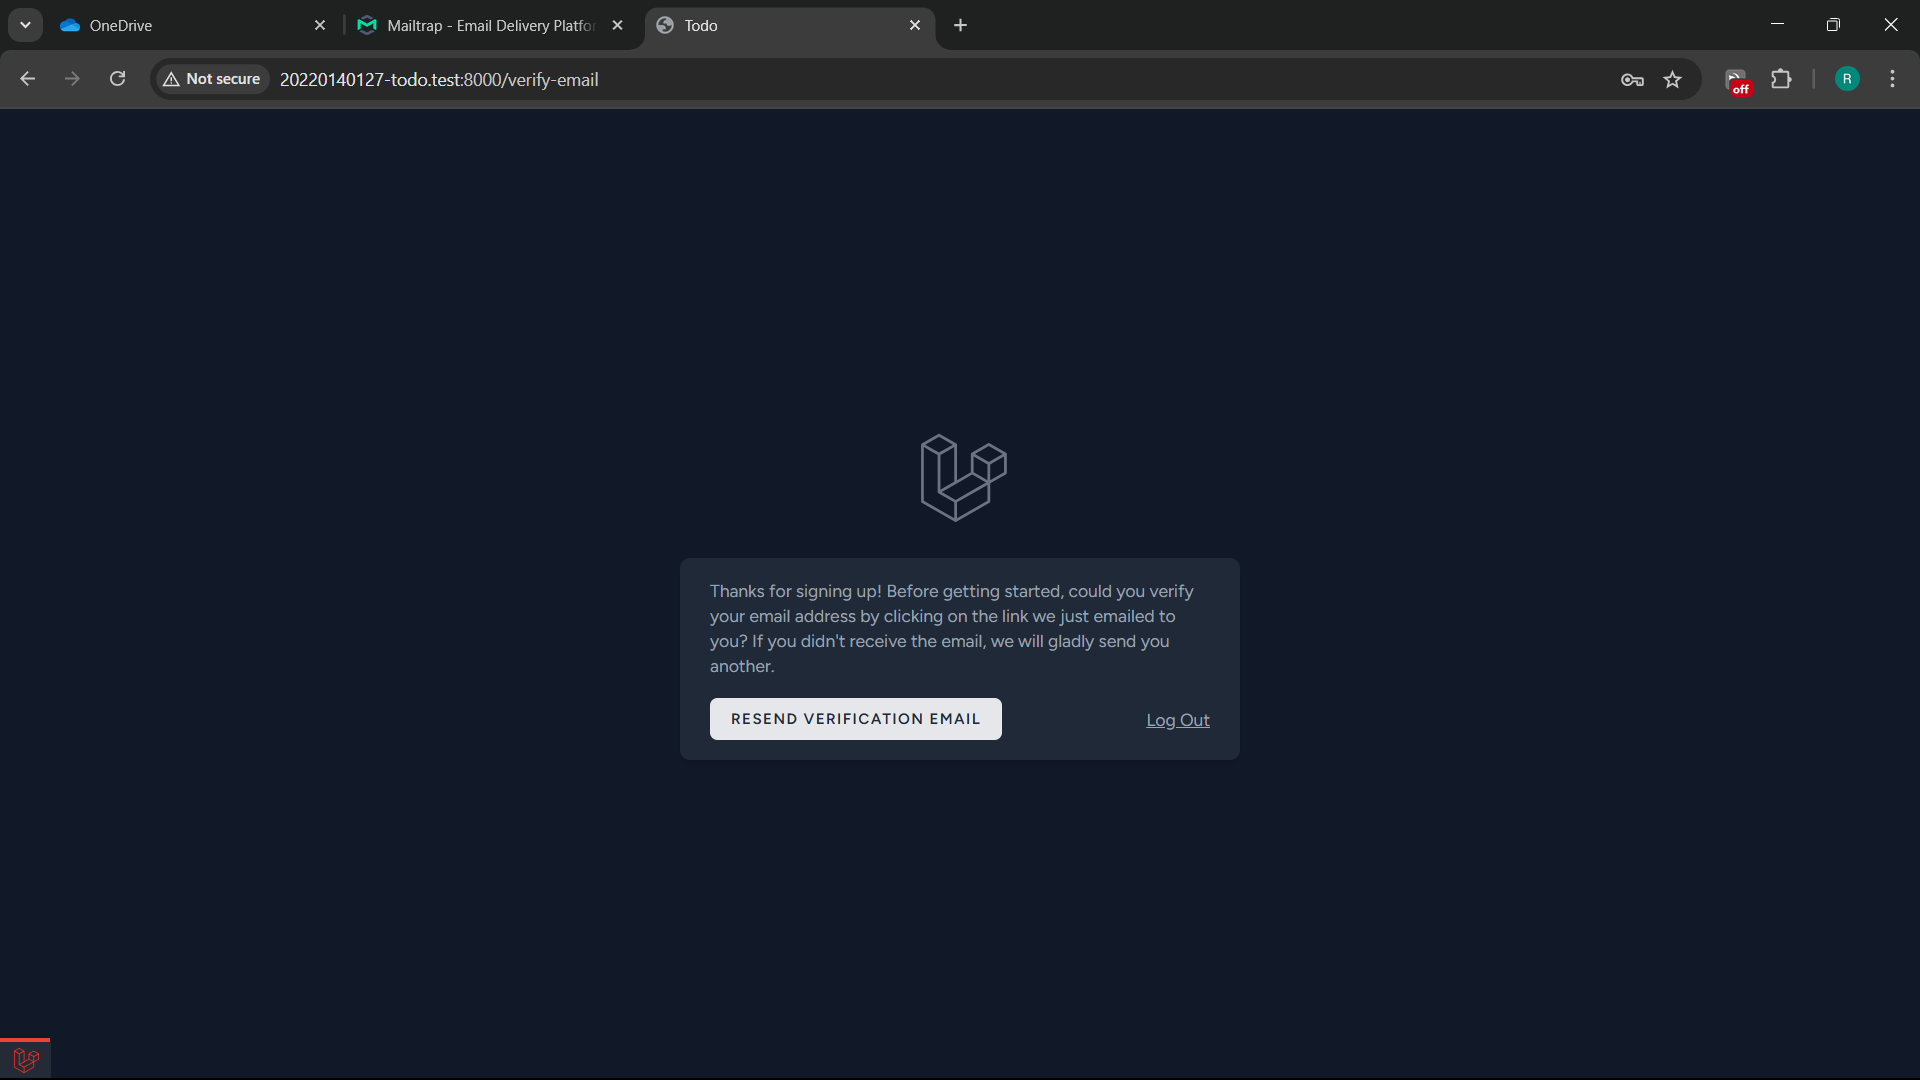 OneDrive
Mailtrap - Email Delivery Platfo
Todo
Not secure
20220140127-todo.test:8000/verify-email
off
R
Thanks for signing up! Before getting started, could you verify
your email address by clicking on the link we just emailed to
you? If you didn't receive the email, we will gladly send you
another.
RESEND VERIFICATION EMAIL
Log Out